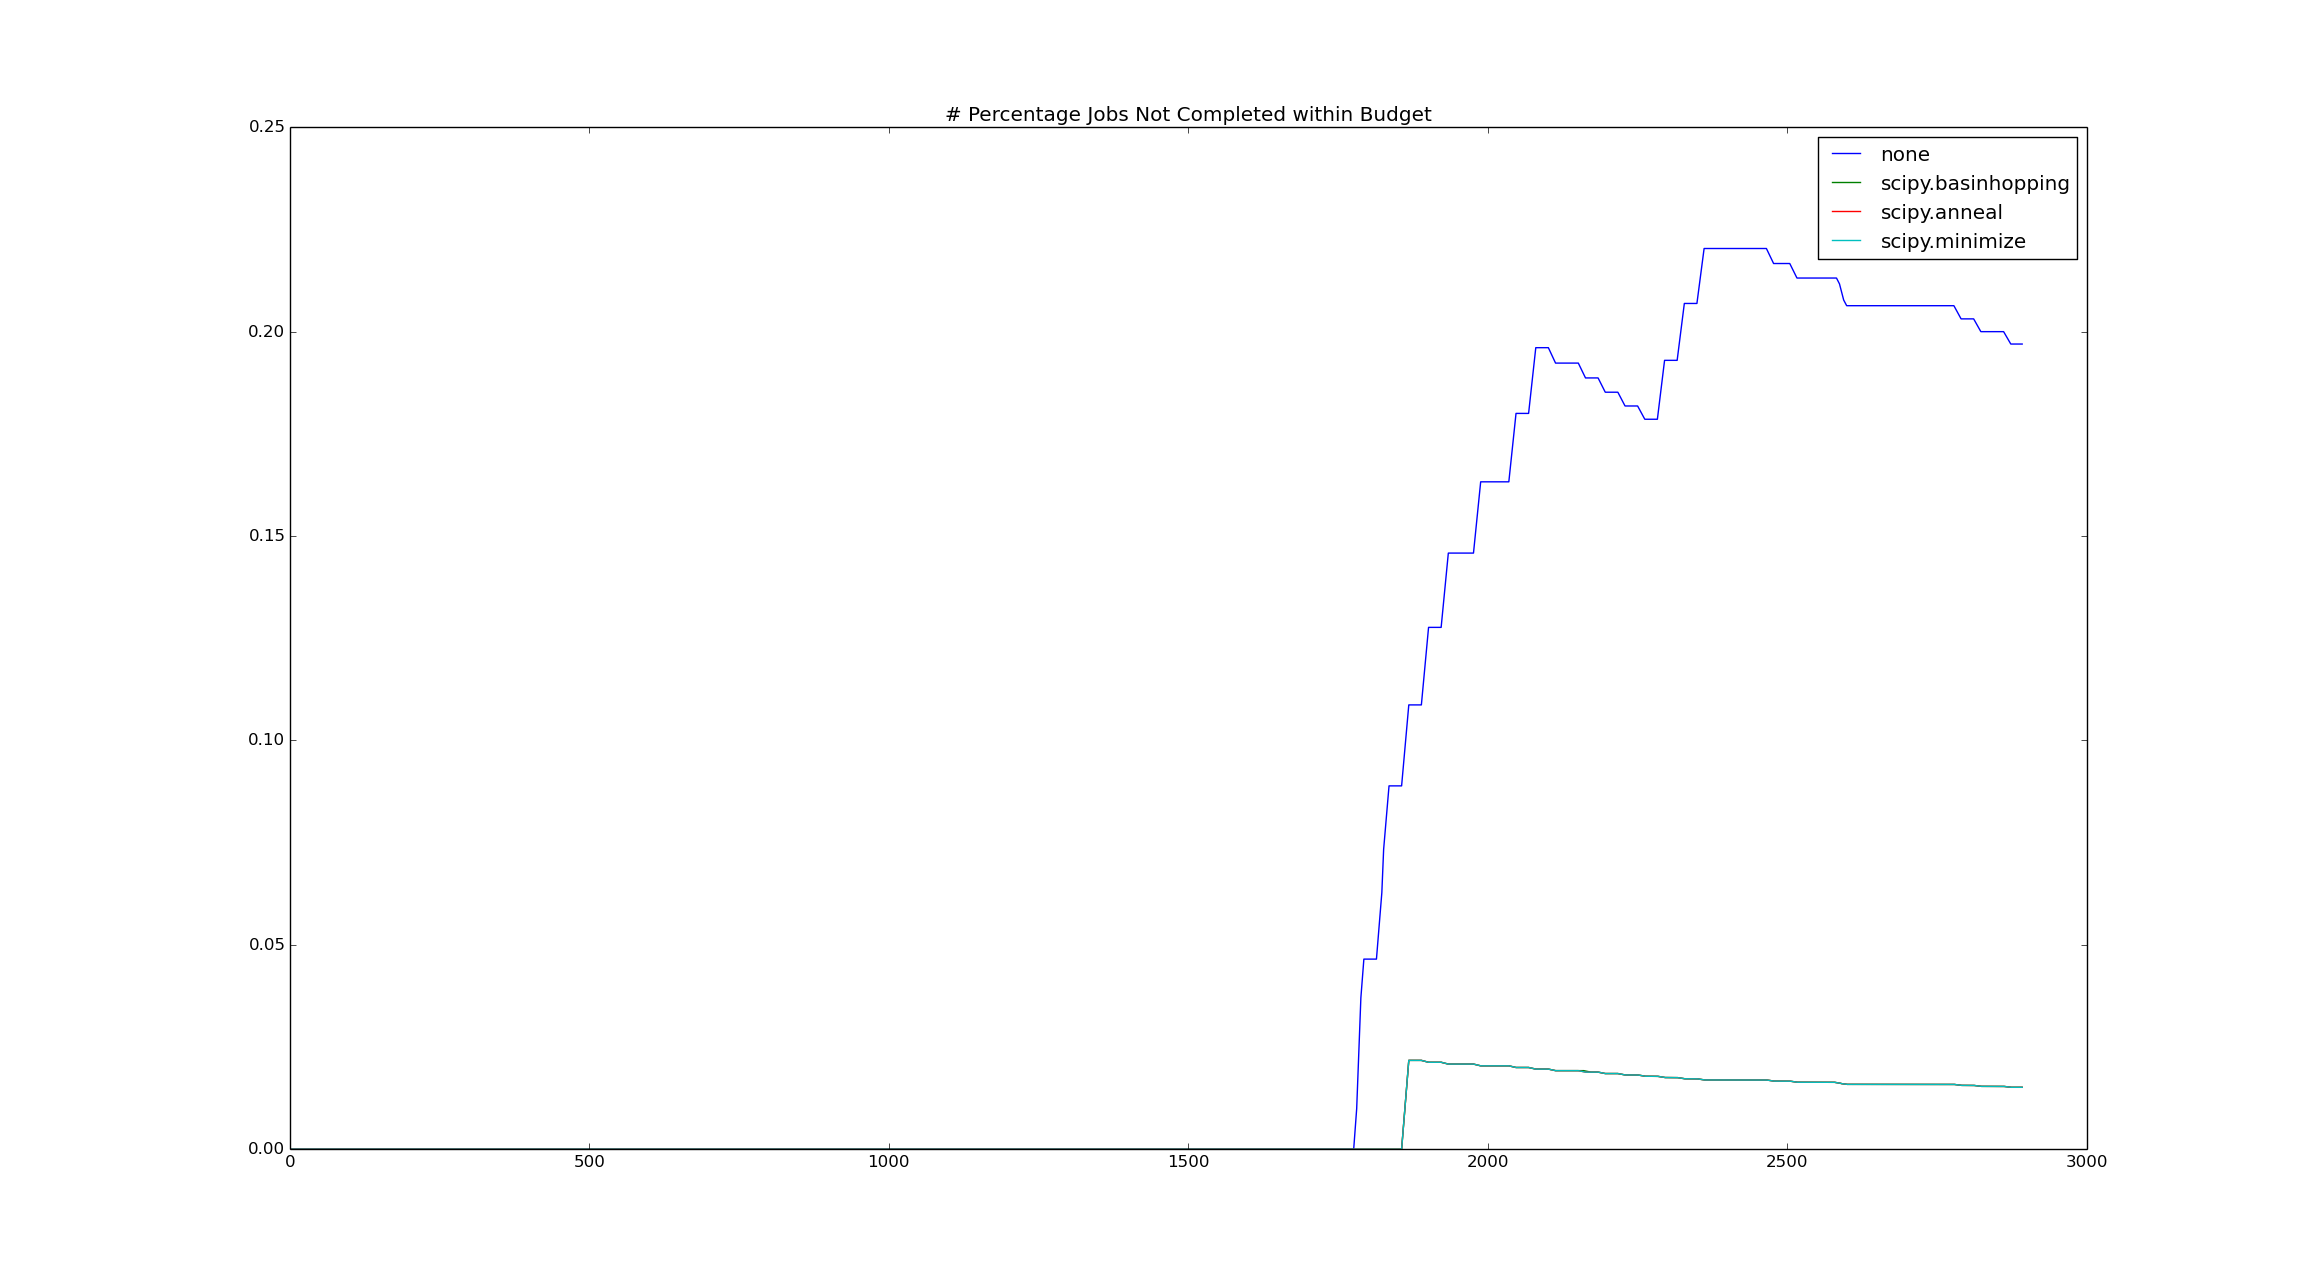 # Percentage Jobs Not Completed within Budget
0.25
0.20
0.15
0.10
0.05
0.00
0 500 1000 1500 2000 2500 3000
none
scipy.basinhopping
scipy.anneal
scipy.minimize